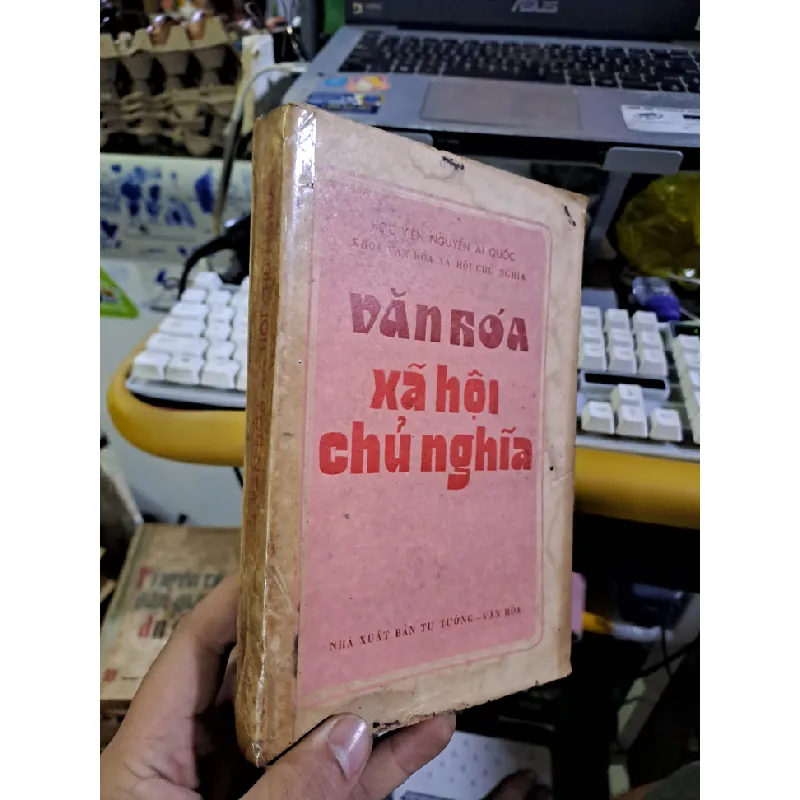 ASUS
HỌC VIỆN NGUYỄN ÁI QUỐC
KHOA VĂN HÓA XÃ HỘI CHỦ NGHĨA
VĂN HÓA
xã hội
chủ nghĩa
NHÀ XUẤT BẢN TƯ TƯỞNG – VĂN HÓA